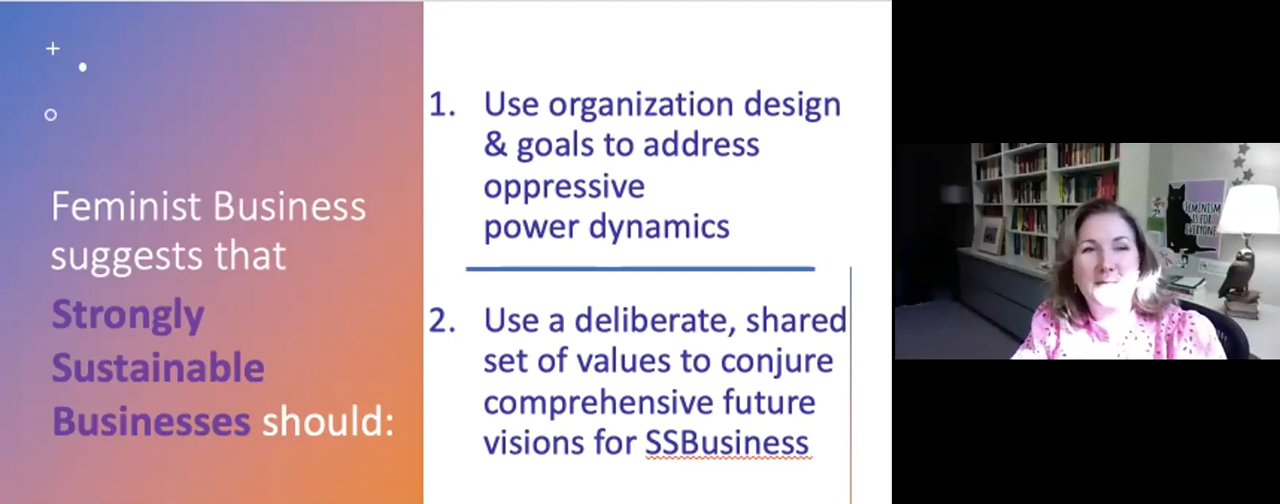 Feminist Business
suggests that
Strongly
Sustainable
Businesses should:
1. Use organization design
& goals to address
oppressive
power dynamics
2. Use a deliberate, shared
set of values to conjure
comprehensive future
visions for SSBusiness
FEMINISM
IS FOR
EVERYONE